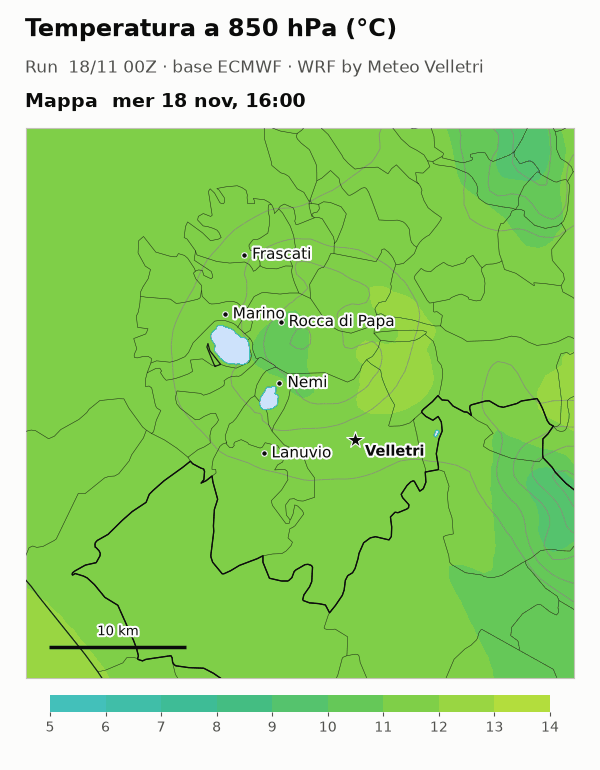 Temperatura a 850 hPa (°C)
Run  18/11 00Z · base ECMWF · WRF by Meteo Velletri
Mappa  mer 18 nov, 16:00
Frascati
Marino
Rocca di Papa
Nemi
Velletri
Lanuvio
10 km
5 6 7 8 9 10 11 12 13 14